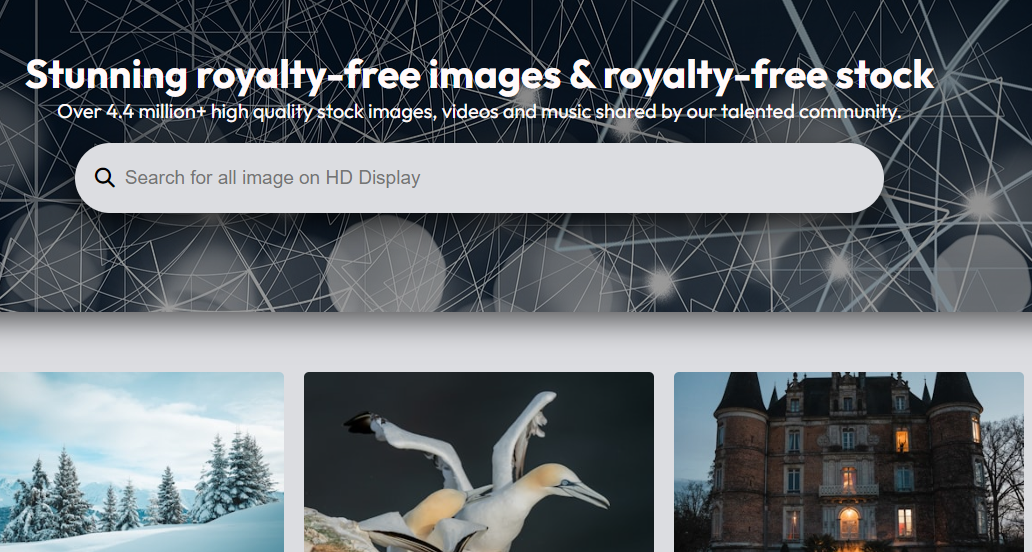 Stunning royalty-free images & royalty-free stock
Over 4.4 million+ high quality stock images, videos and music shared by our talented community.
Search for all image on HD Display